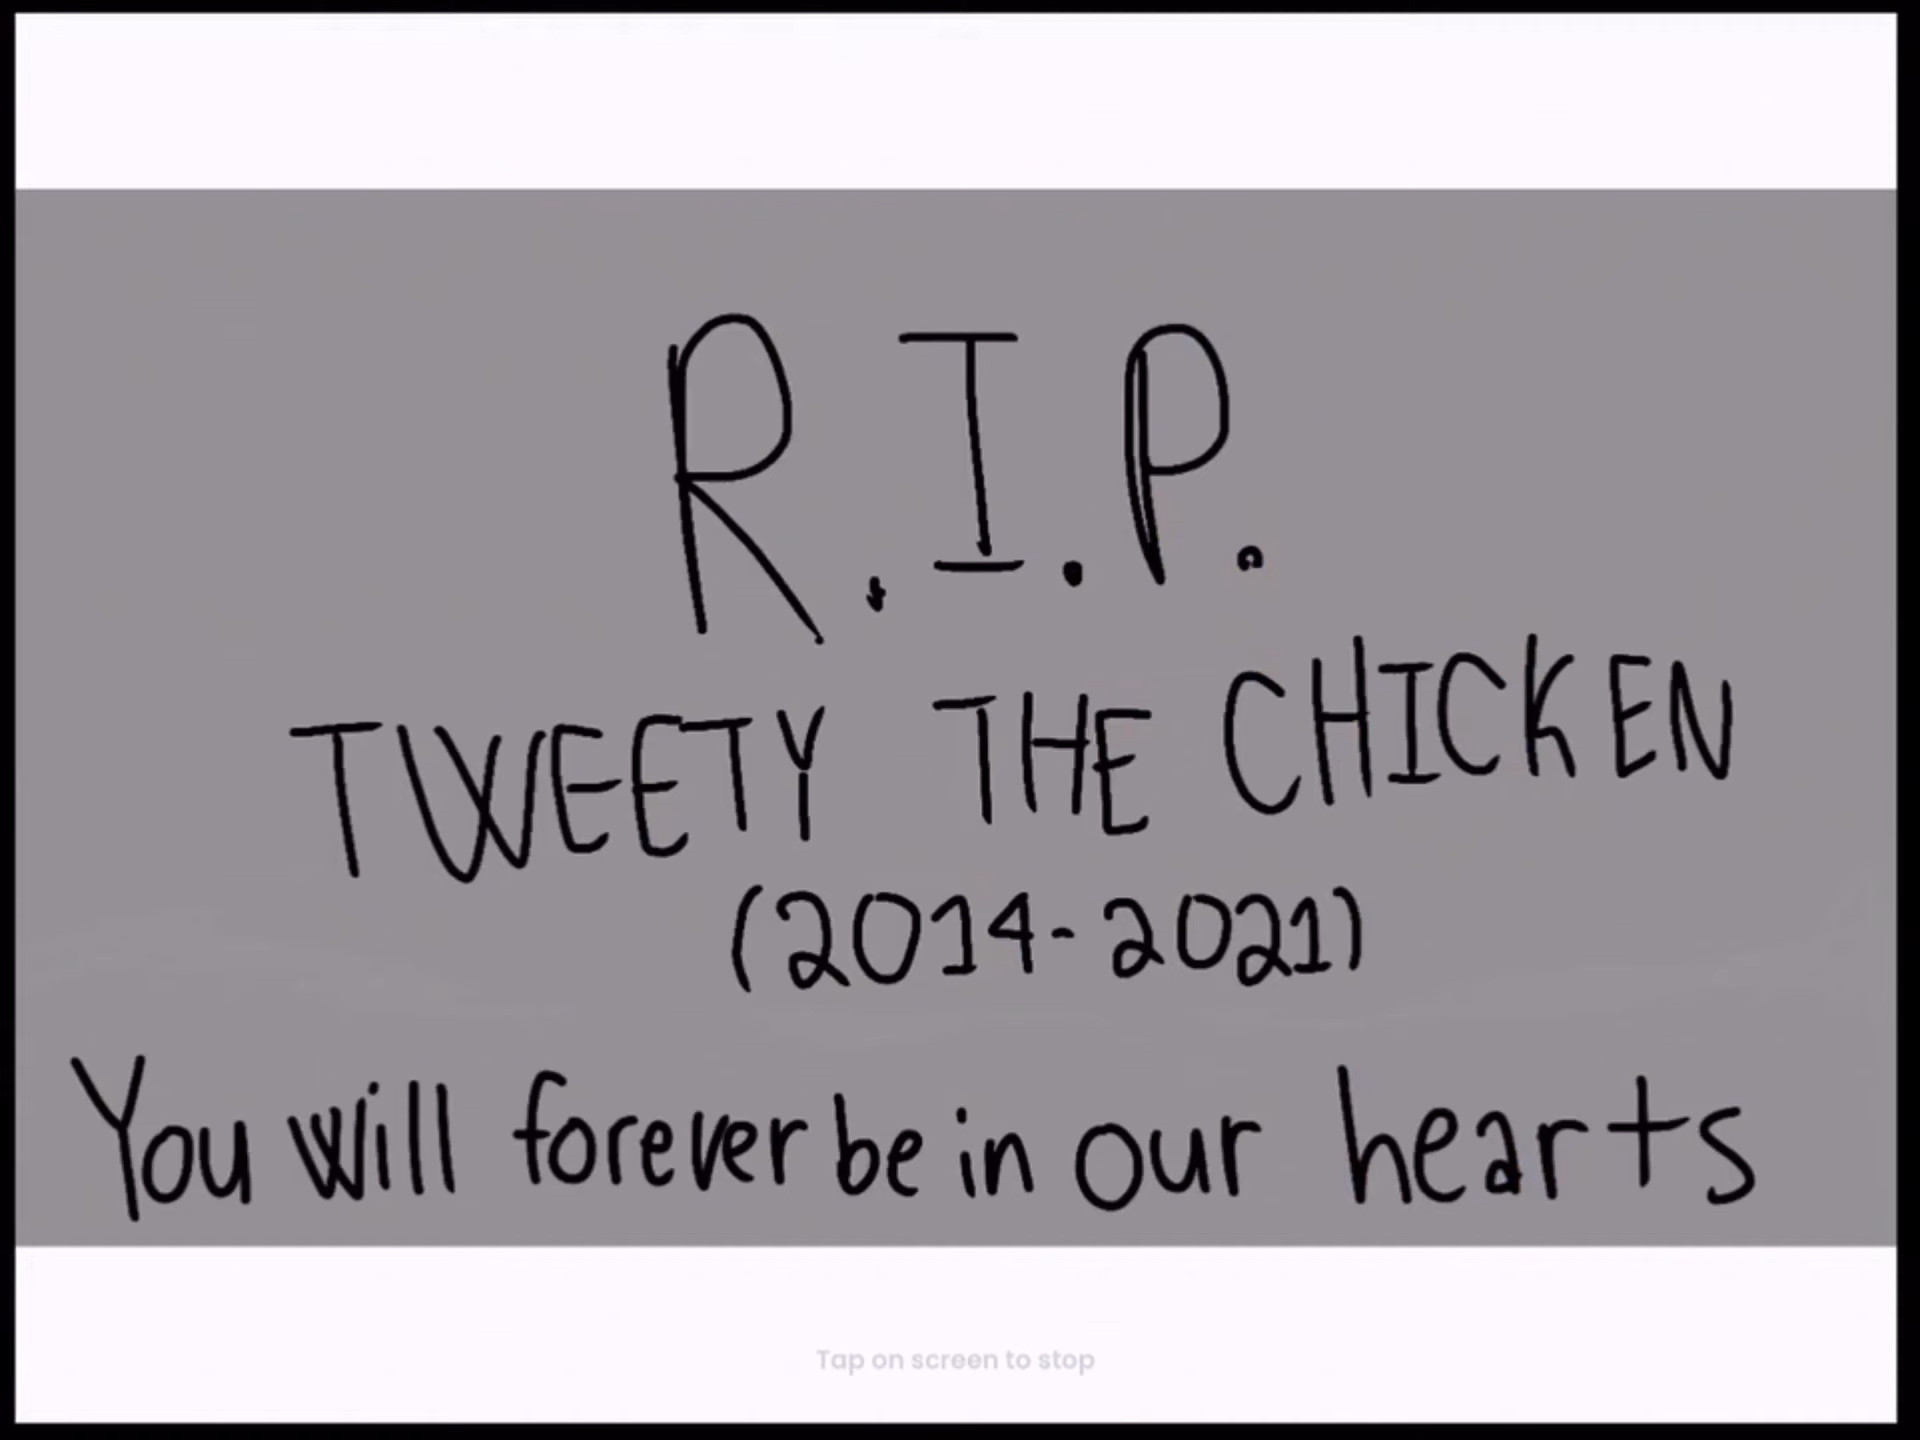 R.I.P.
TWEETY THE CHICKEN
(2014-2021)
You will forever be in our hearts
Tap on screen to stop